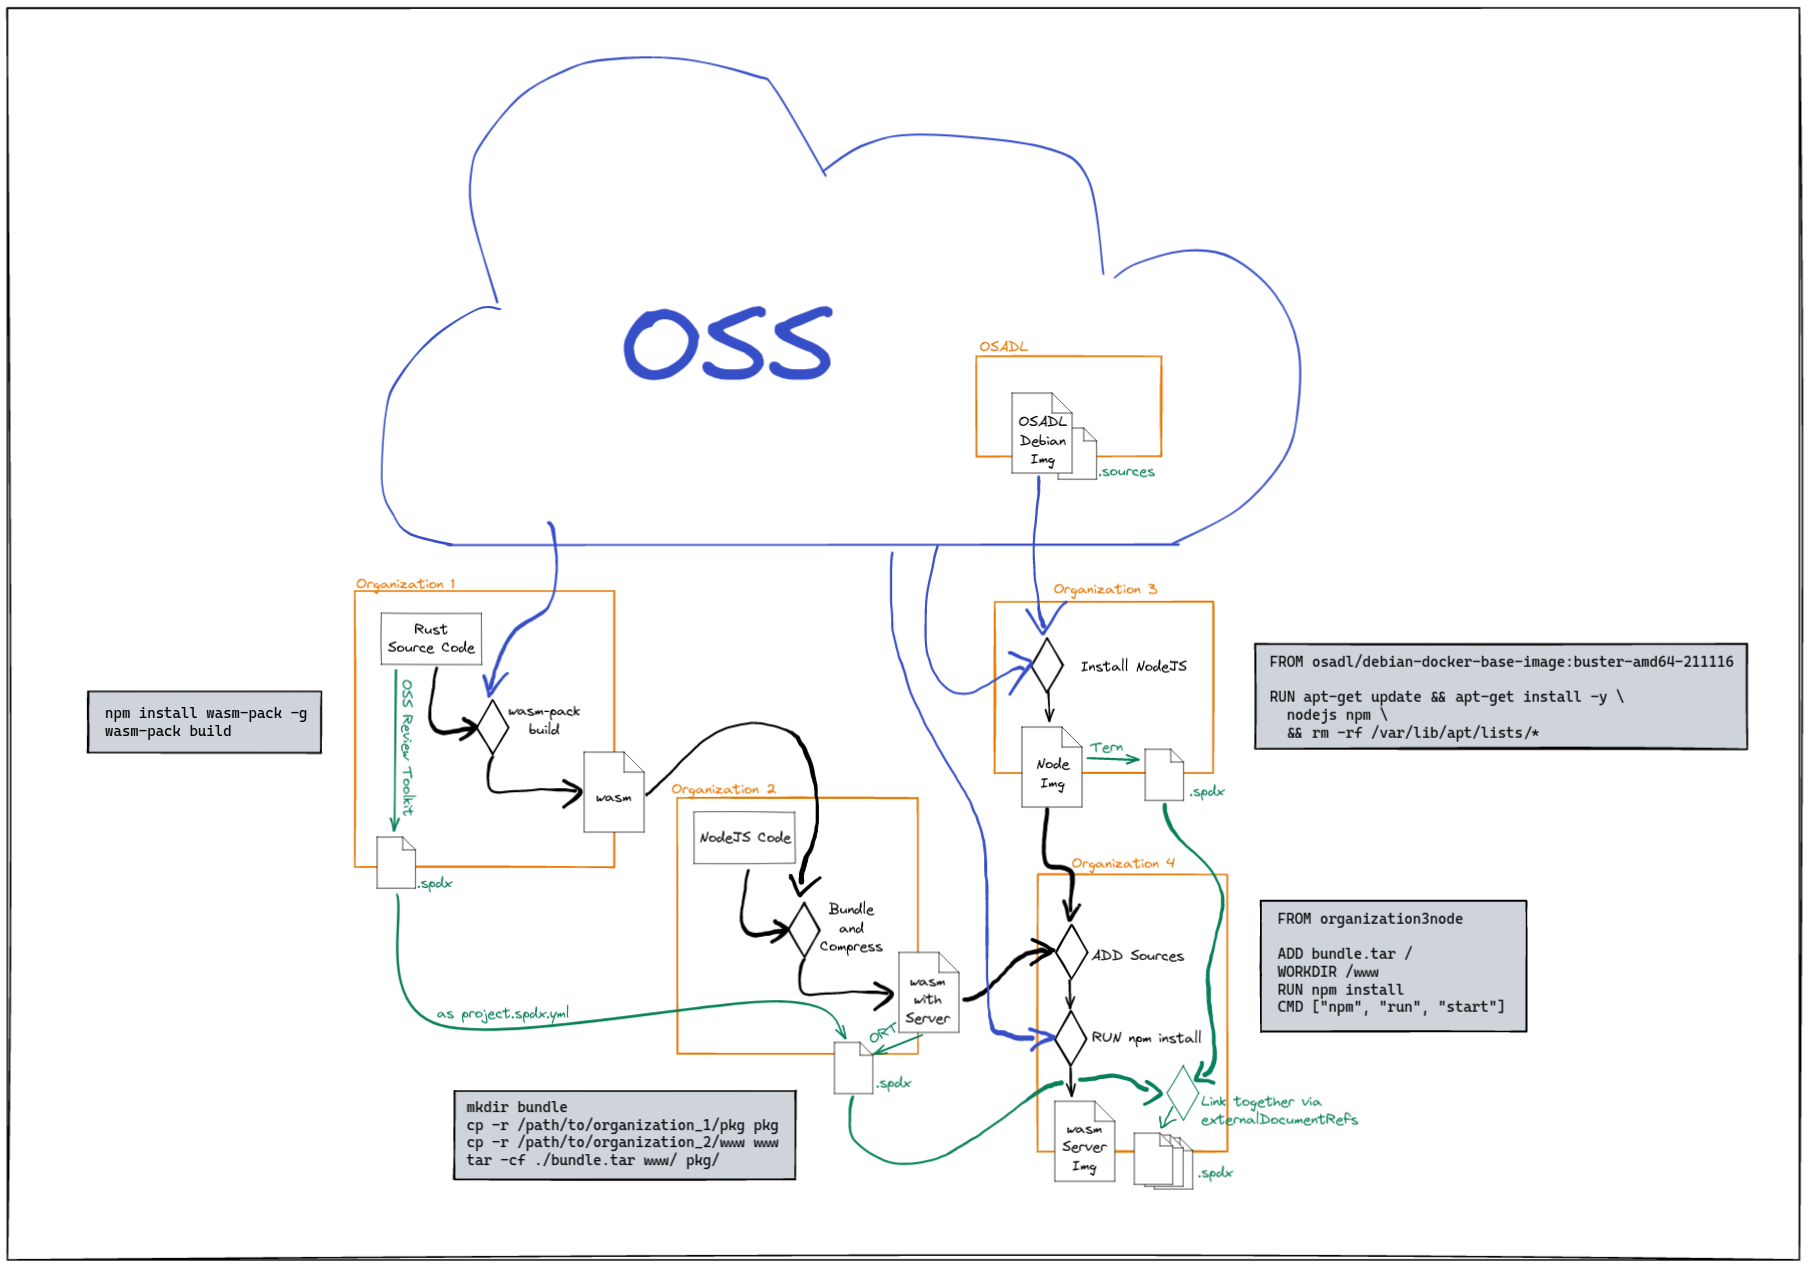 OSS
OSADL
OSADL
Debian
Img
.sources
Organization 1
Rust
Source Code
OSS Review Toolkit
wasm-pack
build
wasm
.spdx
npm install wasm-pack -g
wasm-pack build
Organization 2
NodeJS Code
Bundle
and
Compress
wasm
with
Server
as project.spdx.yml
ORT
.spdx
mkdir bundle
cp -r /path/to/organization_1/pkg pkg
cp -r /path/to/organization_2/www www
tar -cf ./bundle.tar www/ pkg/
Organization 3
Install NodeJS
Node
Img
Tern
.spdx
FROM osadl/debian-docker-base-image:buster-amd64-211116
RUN apt-get update && apt-get install -y \
nodejs npm \
&& rm -rf /var/lib/apt/lists/*
Organization 4
ADD Sources
RUN npm install
Link together via
externalDocumentRefs
wasm
Server
Img
.spdx
FROM organization3node
ADD bundle.tar /
WORKDIR /www
RUN npm install
CMD ["npm", "run", "start"]